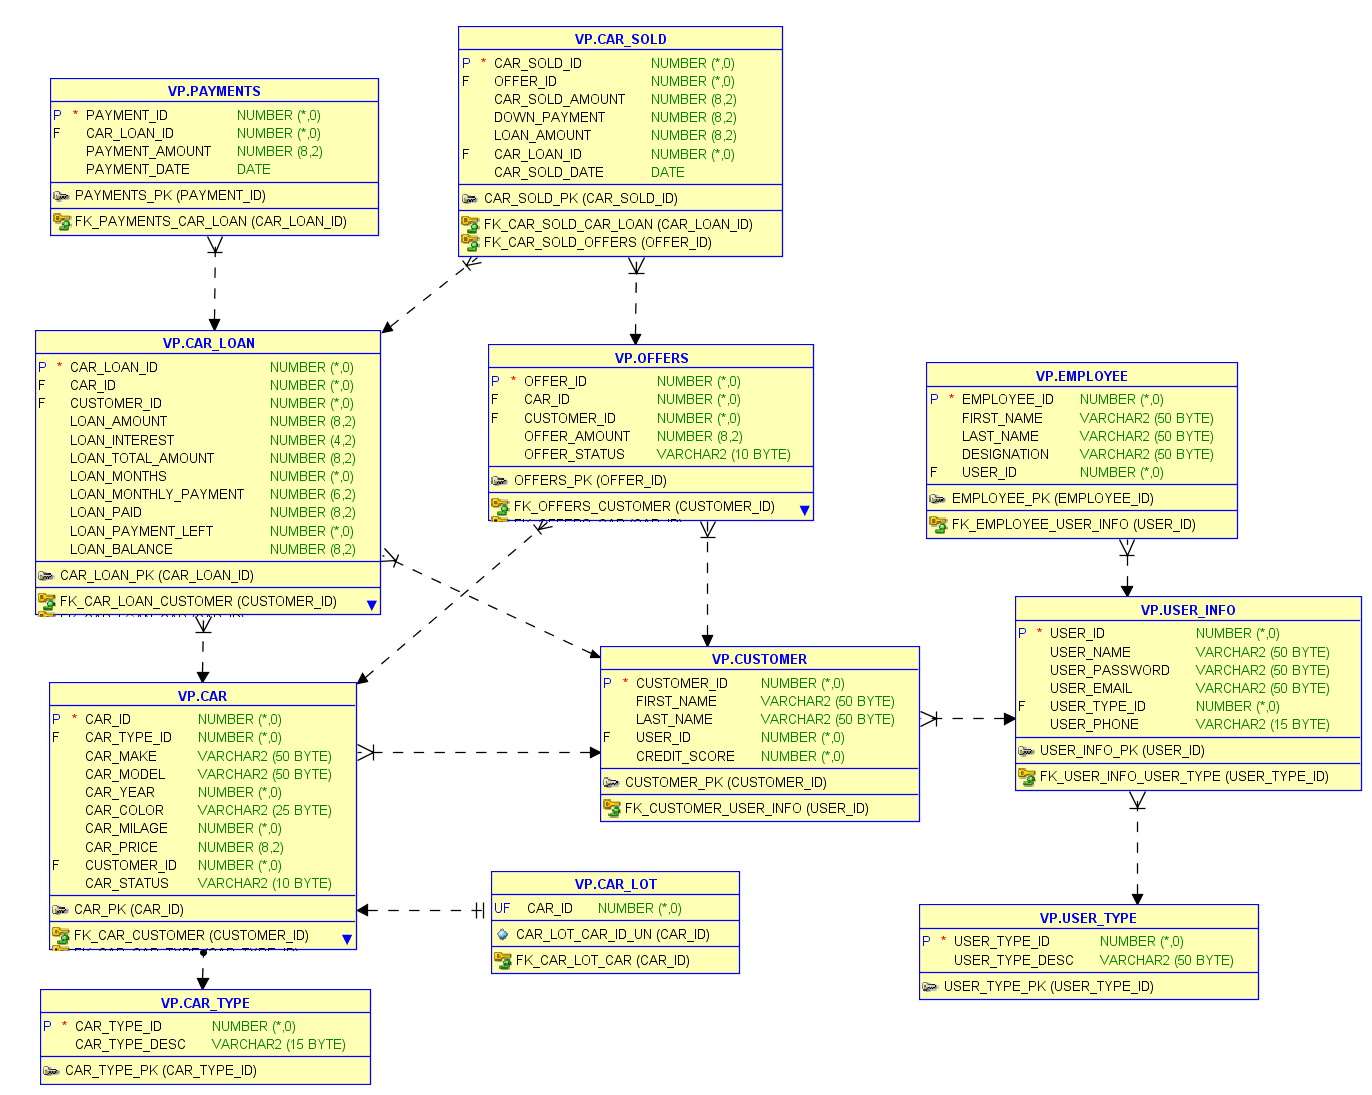 VP.CAR_SOLD
P * CAR_SOLD_ID NUMBER (*,0)
F OFFER_ID NUMBER (*,0)
CAR_SOLD_AMOUNT NUMBER (8,2)
DOWN_PAYMENT NUMBER (8,2)
LOAN_AMOUNT NUMBER (8,2)
F CAR_LOAN_ID NUMBER (*,0)
CAR_SOLD_DATE DATE
CAR_SOLD_PK (CAR_SOLD_ID)
FK_CAR_SOLD_CAR_LOAN (CAR_LOAN_ID)
FK_CAR_SOLD_OFFERS (OFFER_ID)
VP.PAYMENTS
P * PAYMENT_ID NUMBER (*,0)
F CAR_LOAN_ID NUMBER (*,0)
PAYMENT_AMOUNT NUMBER (8,2)
PAYMENT_DATE DATE
PAYMENTS_PK (PAYMENT_ID)
FK_PAYMENTS_CAR_LOAN (CAR_LOAN_ID)
VP.CAR_LOAN
P * CAR_LOAN_ID NUMBER (*,0)
F CAR_ID NUMBER (*,0)
F CUSTOMER_ID NUMBER (*,0)
LOAN_AMOUNT NUMBER (8,2)
LOAN_INTEREST NUMBER (4,2)
LOAN_TOTAL_AMOUNT NUMBER (8,2)
LOAN_MONTHS NUMBER (*,0)
LOAN_MONTHLY_PAYMENT NUMBER (6,2)
LOAN_PAID NUMBER (8,2)
LOAN_PAYMENT_LEFT NUMBER (*,0)
LOAN_BALANCE NUMBER (8,2)
CAR_LOAN_PK (CAR_LOAN_ID)
FK_CAR_LOAN_CUSTOMER (CUSTOMER_ID)
VP.OFFERS
P * OFFER_ID NUMBER (*,0)
F CAR_ID NUMBER (*,0)
F CUSTOMER_ID NUMBER (*,0)
OFFER_AMOUNT NUMBER (8,2)
OFFER_STATUS VARCHAR2 (10 BYTE)
OFFERS_PK (OFFER_ID)
FK_OFFERS_CUSTOMER (CUSTOMER_ID)
FK_OFFERS_CAR (CAR_ID)
VP.EMPLOYEE
P * EMPLOYEE_ID NUMBER (*,0)
FIRST_NAME VARCHAR2 (50 BYTE)
LAST_NAME VARCHAR2 (50 BYTE)
DESIGNATION VARCHAR2 (50 BYTE)
F USER_ID NUMBER (*,0)
EMPLOYEE_PK (EMPLOYEE_ID)
FK_EMPLOYEE_USER_INFO (USER_ID)
VP.USER_INFO
P * USER_ID NUMBER (*,0)
USER_NAME VARCHAR2 (50 BYTE)
USER_PASSWORD VARCHAR2 (50 BYTE)
USER_EMAIL VARCHAR2 (50 BYTE)
F USER_TYPE_ID NUMBER (*,0)
USER_PHONE VARCHAR2 (15 BYTE)
USER_INFO_PK (USER_ID)
FK_USER_INFO_USER_TYPE (USER_TYPE_ID)
VP.CUSTOMER
P * CUSTOMER_ID NUMBER (*,0)
FIRST_NAME VARCHAR2 (50 BYTE)
LAST_NAME VARCHAR2 (50 BYTE)
F USER_ID NUMBER (*,0)
CREDIT_SCORE NUMBER (*,0)
CUSTOMER_PK (CUSTOMER_ID)
FK_CUSTOMER_USER_INFO (USER_ID)
VP.CAR
P * CAR_ID NUMBER (*,0)
F CAR_TYPE_ID NUMBER (*,0)
CAR_MAKE VARCHAR2 (50 BYTE)
CAR_MODEL VARCHAR2 (50 BYTE)
CAR_YEAR NUMBER (*,0)
CAR_COLOR VARCHAR2 (25 BYTE)
CAR_MILAGE NUMBER (*,0)
CAR_PRICE NUMBER (8,2)
F CUSTOMER_ID NUMBER (*,0)
CAR_STATUS VARCHAR2 (10 BYTE)
CAR_PK (CAR_ID)
FK_CAR_CUSTOMER (CUSTOMER_ID)
FK_CAR_CAR_TYPE (CAR_TYPE_ID)
VP.CAR_LOT
UF CAR_ID NUMBER (*,0)
CAR_LOT_CAR_ID_UN (CAR_ID)
FK_CAR_LOT_CAR (CAR_ID)
VP.USER_TYPE
P * USER_TYPE_ID NUMBER (*,0)
USER_TYPE_DESC VARCHAR2 (50 BYTE)
USER_TYPE_PK (USER_TYPE_ID)
VP.CAR_TYPE
P * CAR_TYPE_ID NUMBER (*,0)
CAR_TYPE_DESC VARCHAR2 (15 BYTE)
CAR_TYPE_PK (CAR_TYPE_ID)